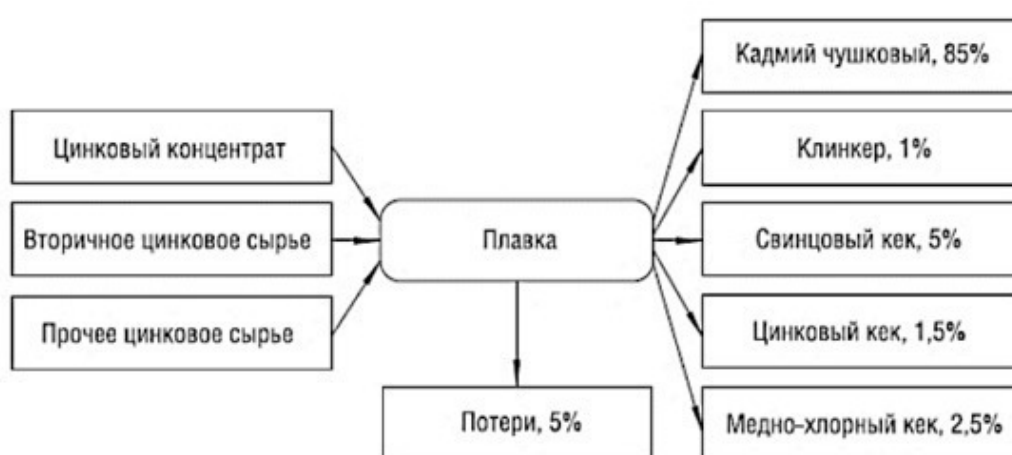 Цинковый концентрат
Вторичное цинковое сырье
Прочее цинковое сырье
Плавка
Потери, 5%
Кадмий чушковый, 85%
Клинкер, 1%
Свинцовый кек, 5%
Цинковый кек, 1,5%
Медно-хлорный кек, 2,5%